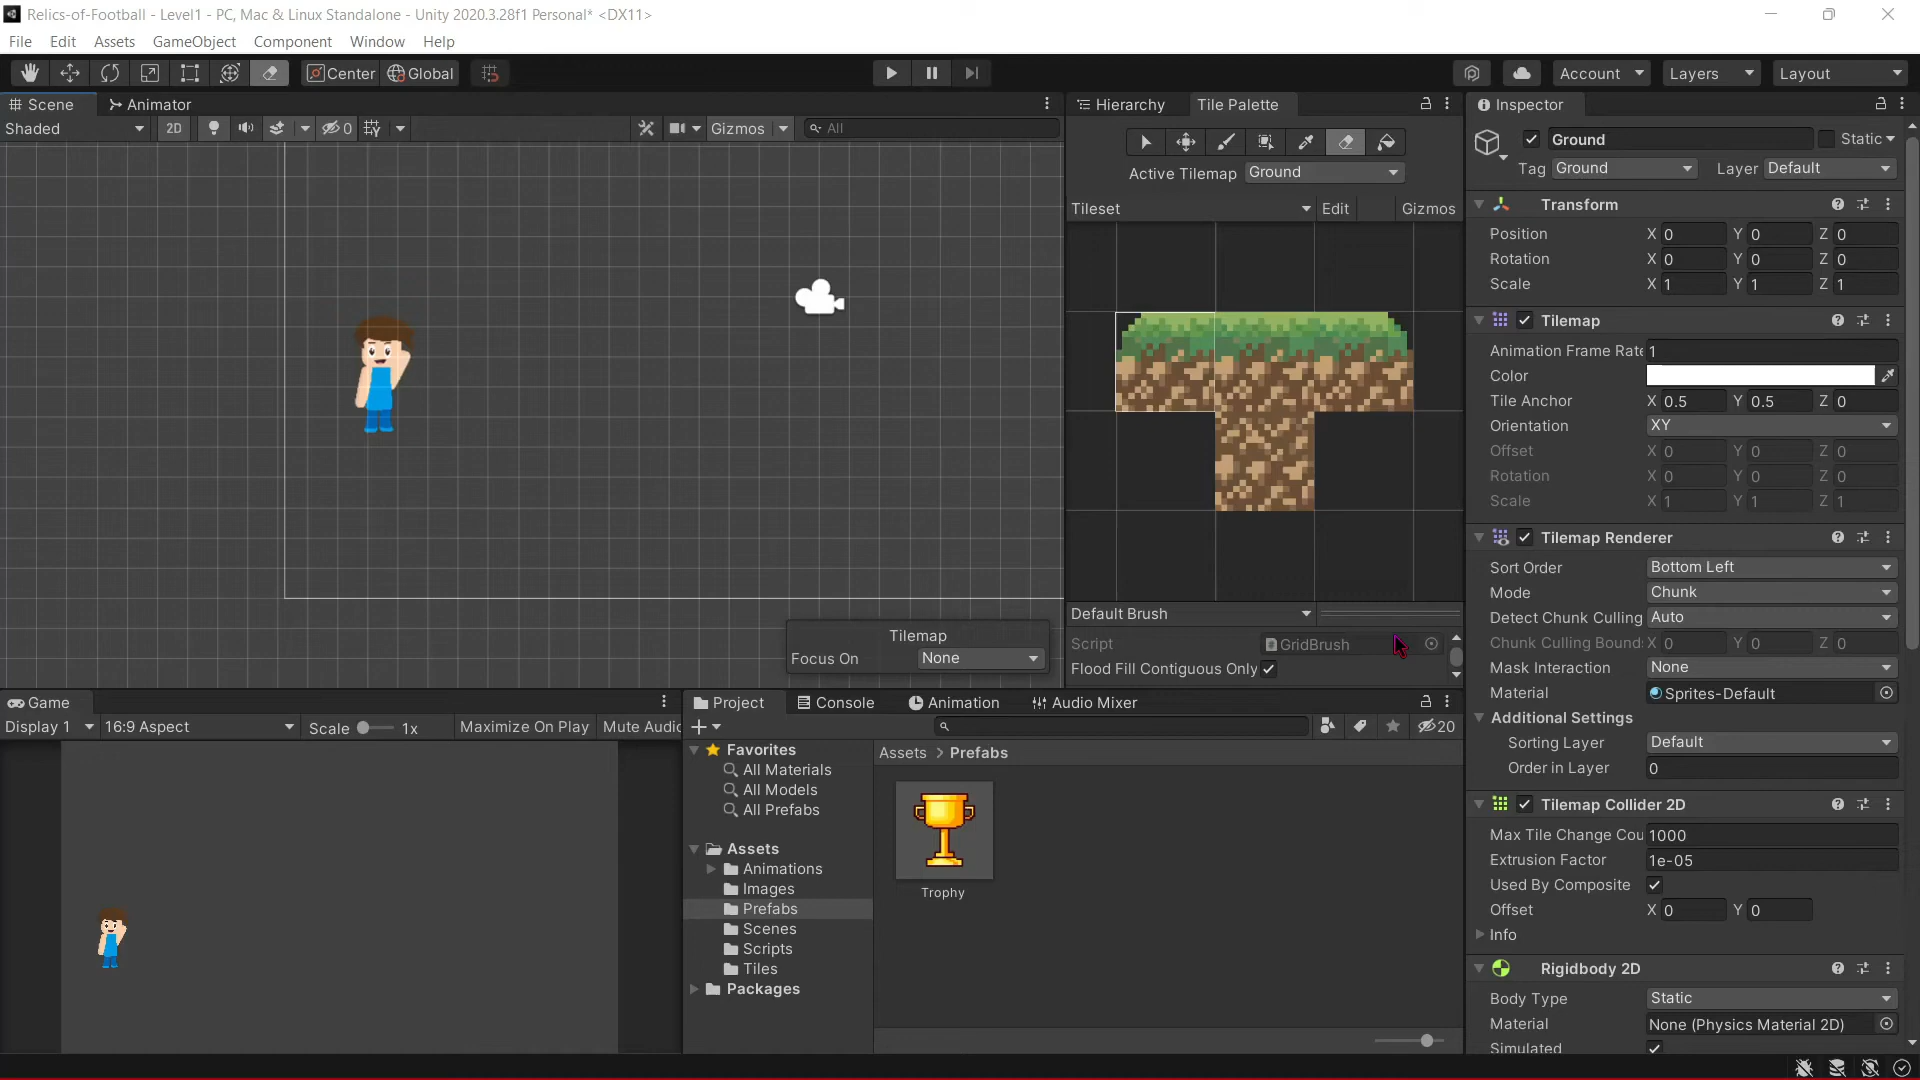 Relics-of-Football - Level1 - PC, Mac & Linux Standalone - Unity 2020.3.28f1 Personal* <DX11>
File Edit Assets GameObject Component Window Help
Center Global Account Layers Layout
Scene Animator
Shaded 2D 0 Gizmos All
Hierarchy Tile Palette
Active Tilemap Ground
Tileset Edit Gizmos
Default Brush
Script GridBrush
Flood Fill Contiguous Only
Tilemap
Focus On None
Inspector
Ground Static
Tag Ground Layer Default
Transform
Position X 0 Y 0 Z 0
Rotation X 0 Y 0 Z 0
Scale X 1 Y 1 Z 1
Tilemap
Animation Frame Rate 1
Color
Tile Anchor X 0.5 Y 0.5 Z 0
Orientation XY
Offset X 0 Y 0 Z 0
Rotation X 0 Y 0 Z 0
Scale X 1 Y 1 Z 1
Tilemap Renderer
Sort Order Bottom Left
Mode Chunk
Detect Chunk Culling Auto
Chunk Culling Bounds X 0 Y 0 Z 0
Mask Interaction None
Material Sprites-Default
Additional Settings
Sorting Layer Default
Order in Layer 0
Tilemap Collider 2D
Max Tile Change Cou 1000
Extrusion Factor 1e-05
Used By Composite
Offset X 0 Y 0
Info
Rigidbody 2D
Body Type Static
Material None (Physics Material 2D)
Simulated
Game
Display 1 16:9 Aspect Scale 1x Maximize On Play Mute Audi
Project Console Animation Audio Mixer
20
Favorites
All Materials
All Models
All Prefabs
Assets
Animations
Images
Prefabs
Scenes
Scripts
Tiles
Packages
Assets > Prefabs
Trophy